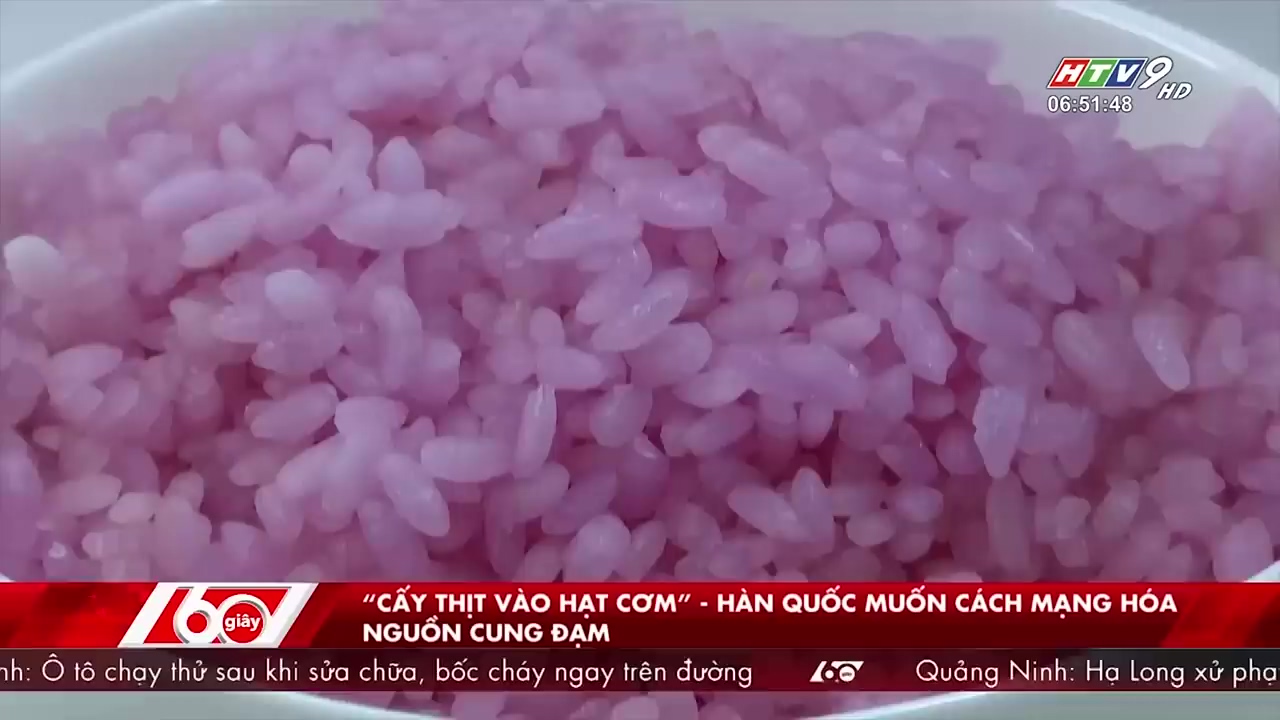 HTV9 HD
06:51:48
60 giây
“CẤY THỊT VÀO HẠT CƠM” - HÀN QUỐC MUỐN CÁCH MẠNG HÓA
NGUỒN CUNG ĐẠM
nh: Ô tô chạy thử sau khi sửa chữa, bốc cháy ngay trên đường 60 giây Quảng Ninh: Hạ Long xử phạ